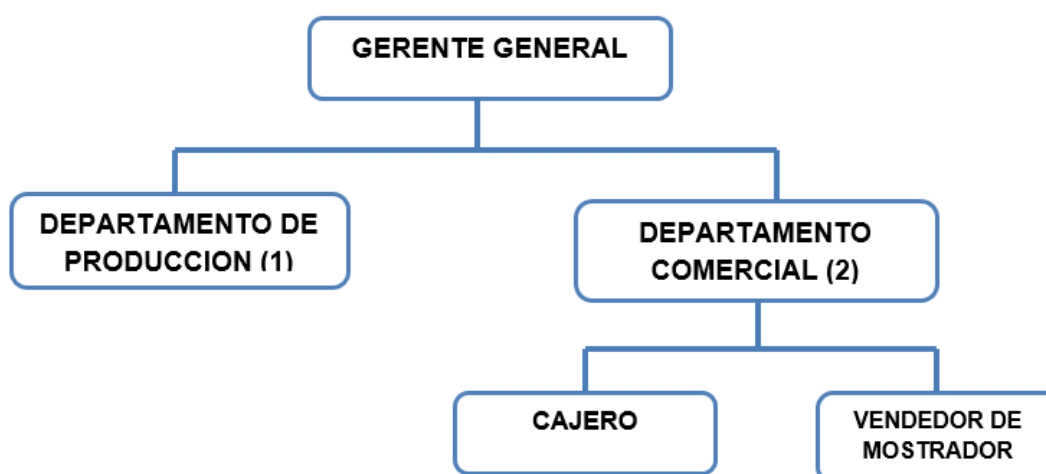 GERENTE GENERAL
DEPARTAMENTO DE
PRODUCCION (1)
DEPARTAMENTO
COMERCIAL (2)
CAJERO
VENDEDOR DE
MOSTRADOR